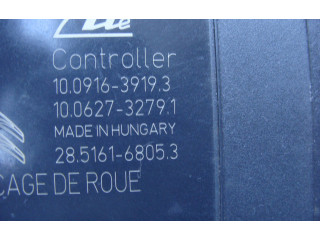 Ate
Controller
10.0916-3919.3
10.0627-3279.1
MADE IN HUNGARY
28.5161-6805.3
CAGE DE ROUE